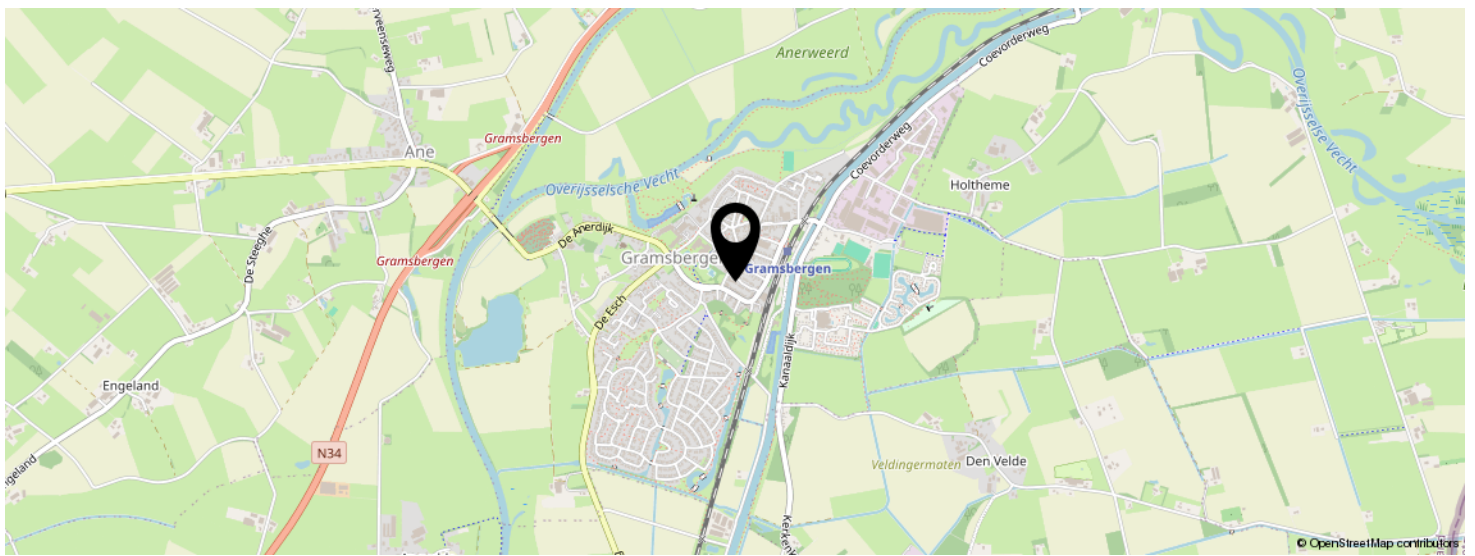 Anerweerd
Coevorderweg
Overijsselse Vecht
Gramsbergen
Ane
Coevorderweg
Holtheme
Overijsselsche Vecht
De Anerdijk
De Steeghe
Gramsbergen
Gramsbergen
Gramsbergen
De Esch
Kanaaldijk
Engeland
N34
Veldingermaten
Den Velde
© OpenStreetMap contributors